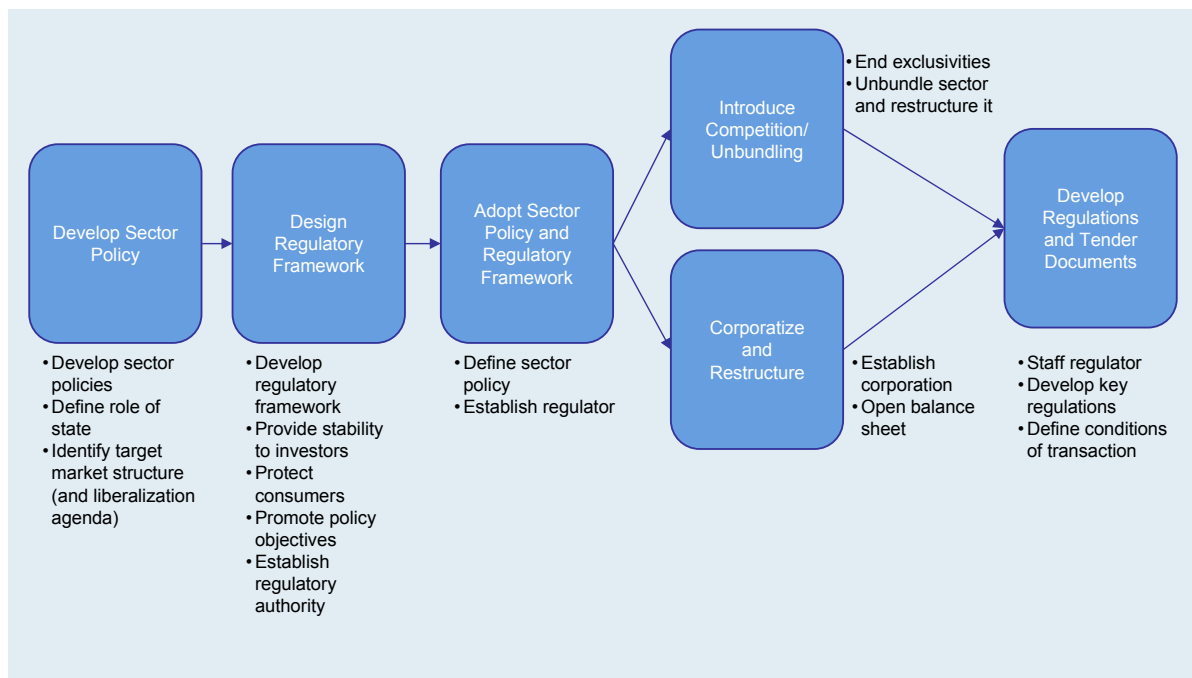 Develop Sector
Policy
• Develop sector
policies
• Define role of
state
• Identify target
market structure
(and liberalization
agenda)
Design
Regulatory
Framework
• Develop
regulatory
framework
• Provide stability
to investors
• Protect
consumers
• Promote policy
objectives
• Establish
regulatory
authority
Adopt Sector
Policy and
Regulatory
Framework
• Define sector
policy
• Establish regulator
Introduce
Competition/
Unbundling
• End exclusivities
• Unbundle sector
and restructure it
Corporatize
and
Restructure
• Establish
corporation
• Open balance
sheet
Develop
Regulations
and Tender
Documents
• Staff regulator
• Develop key
regulations
• Define conditions
of transaction